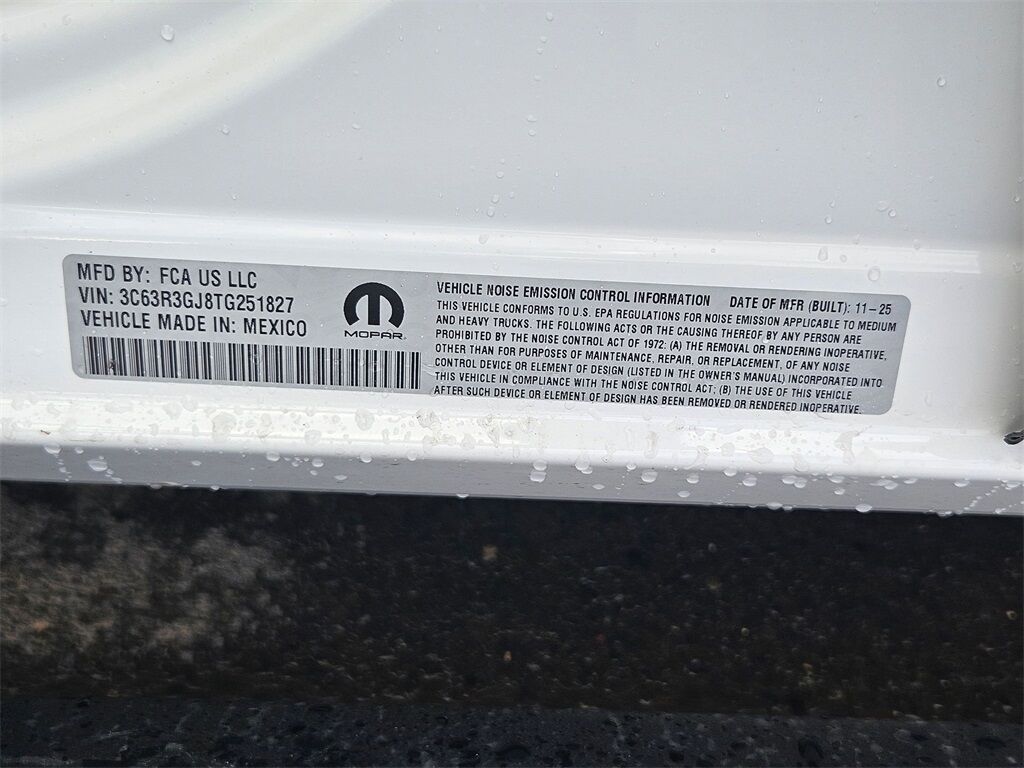 MFD BY: FCA US LLC
VIN: 3C63R3GJ8TG251827
VEHICLE MADE IN: MEXICO
MOPAR
VEHICLE NOISE EMISSION CONTROL INFORMATION DATE OF MFR (BUILT): 11-25
THIS VEHICLE CONFORMS TO U.S. EPA REGULATIONS FOR NOISE EMISSION APPLICABLE TO MEDIUM
AND HEAVY TRUCKS. THE FOLLOWING ACTS OR THE CAUSING THEREOF BY ANY PERSON ARE
PROHIBITED BY THE NOISE CONTROL ACT OF 1972: (A) THE REMOVAL OR RENDERING INOPERATIVE,
OTHER THAN FOR PURPOSES OF MAINTENANCE, REPAIR, OR REPLACEMENT, OF ANY NOISE
CONTROL DEVICE OR ELEMENT OF DESIGN (LISTED IN THE OWNER'S MANUAL) INCORPORATED INTO
THIS VEHICLE IN COMPLIANCE WITH THE NOISE CONTROL ACT; (B) THE USE OF THIS VEHICLE
AFTER SUCH DEVICE OR ELEMENT OF DESIGN HAS BEEN REMOVED OR RENDERED INOPERATIVE.